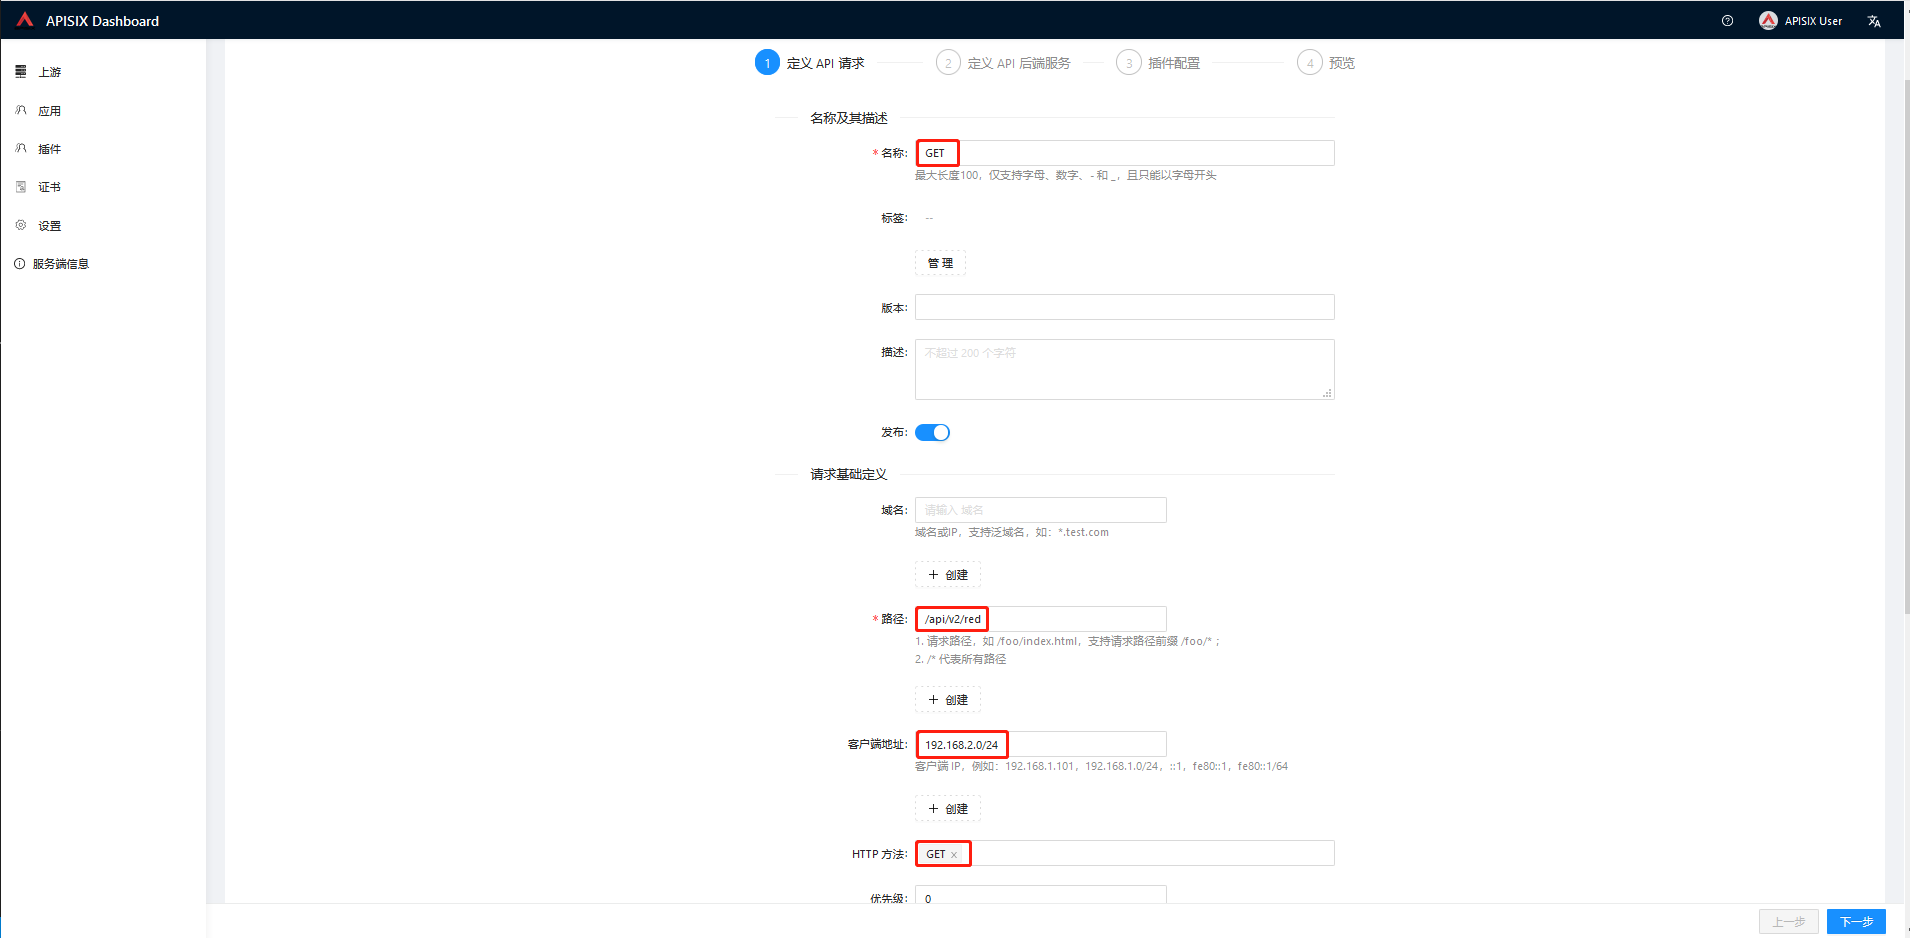 APISIX Dashboard
APISIX User
上游
应用
插件
证书
设置
服务端信息
1 定义 API 请求
2 定义 API 后端服务
3 插件配置
4 预览
名称及其描述
* 名称: GET
最大长度100，仅支持字母、数字、- 和 _，且只能以字母开头
标签: --
管 理
版本:
描述: 不超过 200 个字符
发布:
请求基础定义
域名: 请输入 域名
域名或IP，支持泛域名，如：*.test.com
+ 创建
* 路径: /api/v2/red
1. 请求路径，如 /foo/index.html，支持请求路径前缀 /foo/*；
2. /* 代表所有路径
+ 创建
客户端地址: 192.168.2.0/24
客户端 IP，例如：192.168.1.101，192.168.1.0/24，::1，fe80::1，fe80::1/64
+ 创建
HTTP 方法: GET ×
优先级: 0
上一步
下一步